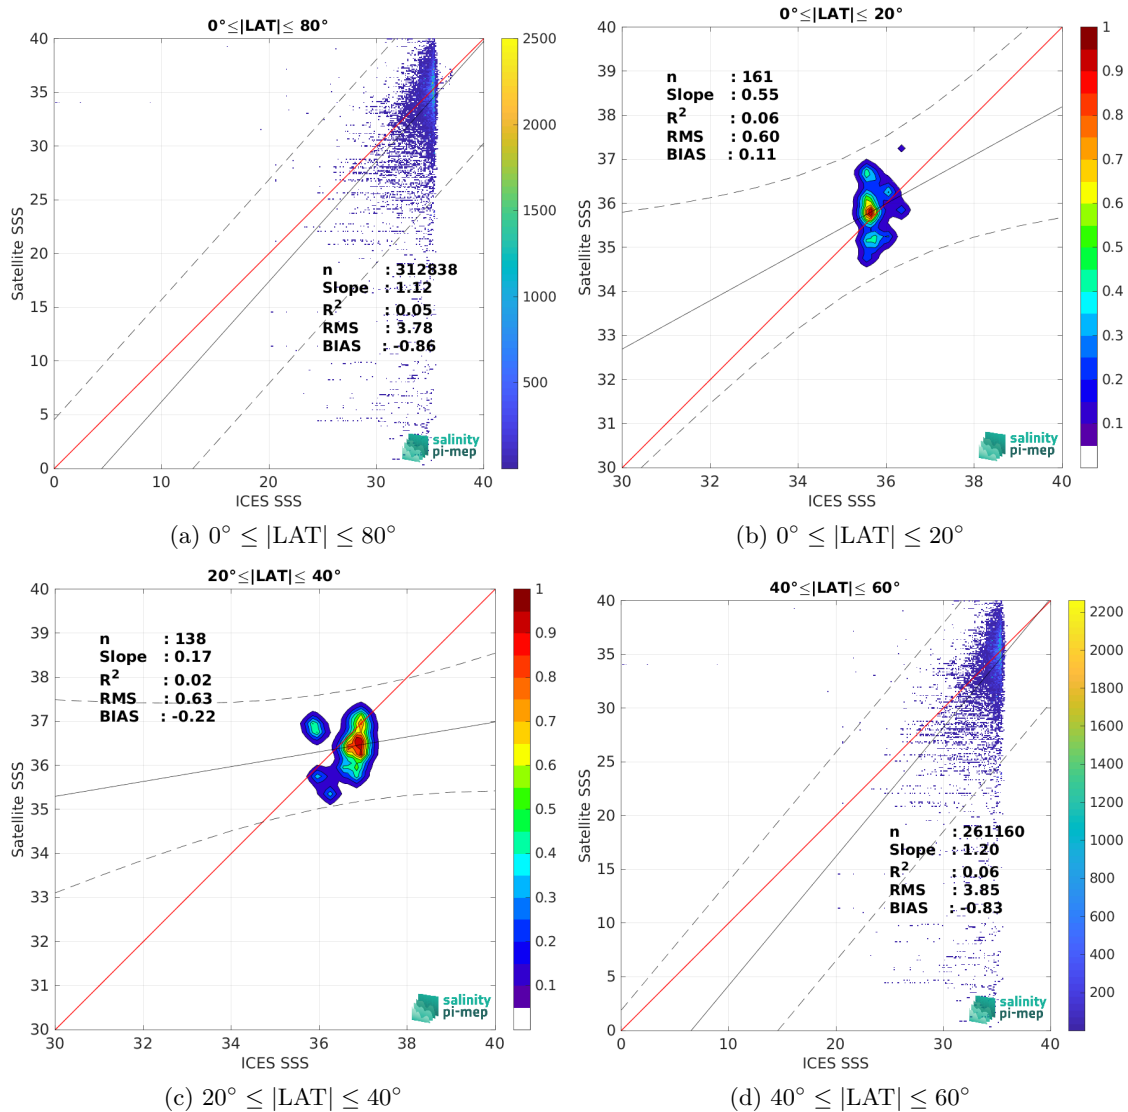 0°≤|LAT|≤ 80°
40
35
30
25
20
15
10
5
0
Satellite SSS
n : 312838
Slope : 1.12
R² : 0.05
RMS : 3.78
BIAS : -0.86
salinity
pi-mep
0 10 20 30 40
ICES SSS
2500
2000
1500
1000
500
(a) 0° ≤ |LAT| ≤ 80°
0°≤|LAT|≤ 20°
40
39
38
37
36
35
34
33
32
31
30
Satellite SSS
n : 161
Slope : 0.55
R² : 0.06
RMS : 0.60
BIAS : 0.11
salinity
pi-mep
30 32 34 36 38 40
ICES SSS
1
0.9
0.8
0.7
0.6
0.5
0.4
0.3
0.2
0.1
(b) 0° ≤ |LAT| ≤ 20°
20°≤|LAT|≤ 40°
40
39
38
37
36
35
34
33
32
31
30
Satellite SSS
n : 138
Slope : 0.17
R² : 0.02
RMS : 0.63
BIAS : -0.22
salinity
pi-mep
30 32 34 36 38 40
ICES SSS
1
0.9
0.8
0.7
0.6
0.5
0.4
0.3
0.2
0.1
(c) 20° ≤ |LAT| ≤ 40°
40°≤|LAT|≤ 60°
40
35
30
25
20
15
10
5
0
Satellite SSS
n : 261160
Slope : 1.20
R² : 0.06
RMS : 3.85
BIAS : -0.83
salinity
pi-mep
0 10 20 30 40
ICES SSS
2200
2000
1800
1600
1400
1200
1000
800
600
400
200
(d) 40° ≤ |LAT| ≤ 60°